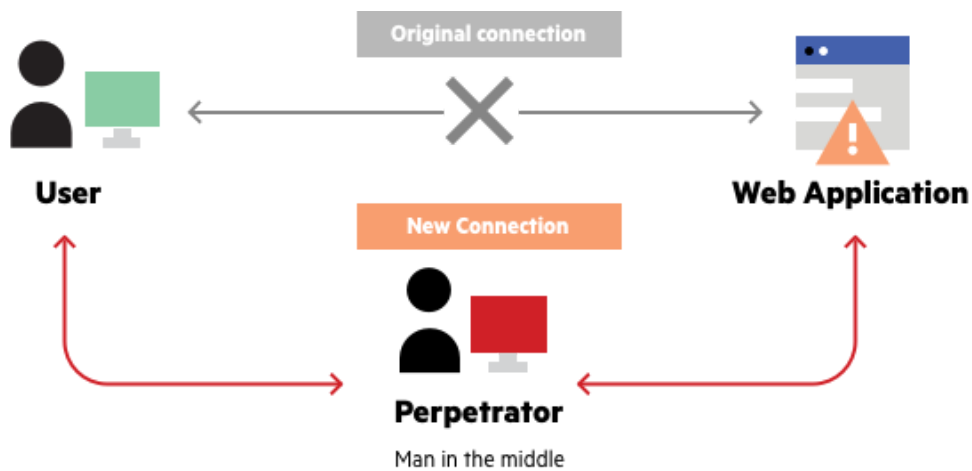 Original connection
User
Web Application
New Connection
Perpetrator
Man in the middle